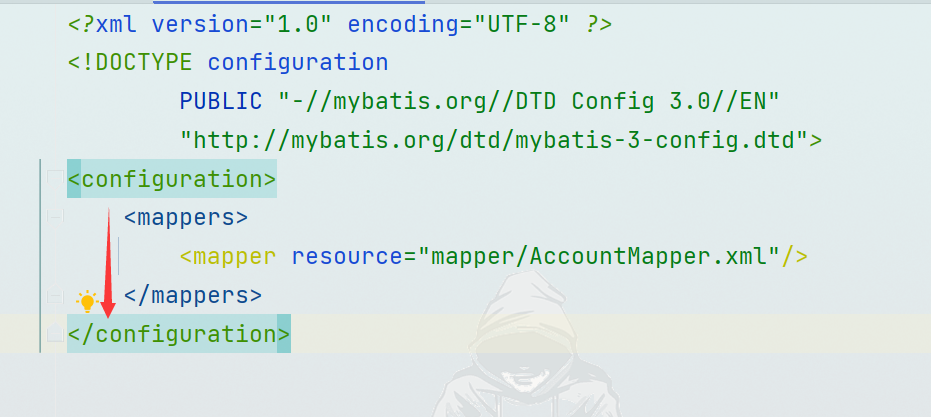 <?xml version="1.0" encoding="UTF-8" ?>
<!DOCTYPE configuration
        PUBLIC "-//mybatis.org//DTD Config 3.0//EN"
        "http://mybatis.org/dtd/mybatis-3-config.dtd">
<configuration>
    <mappers>
        <mapper resource="mapper/AccountMapper.xml"/>
    </mappers>
</configuration>